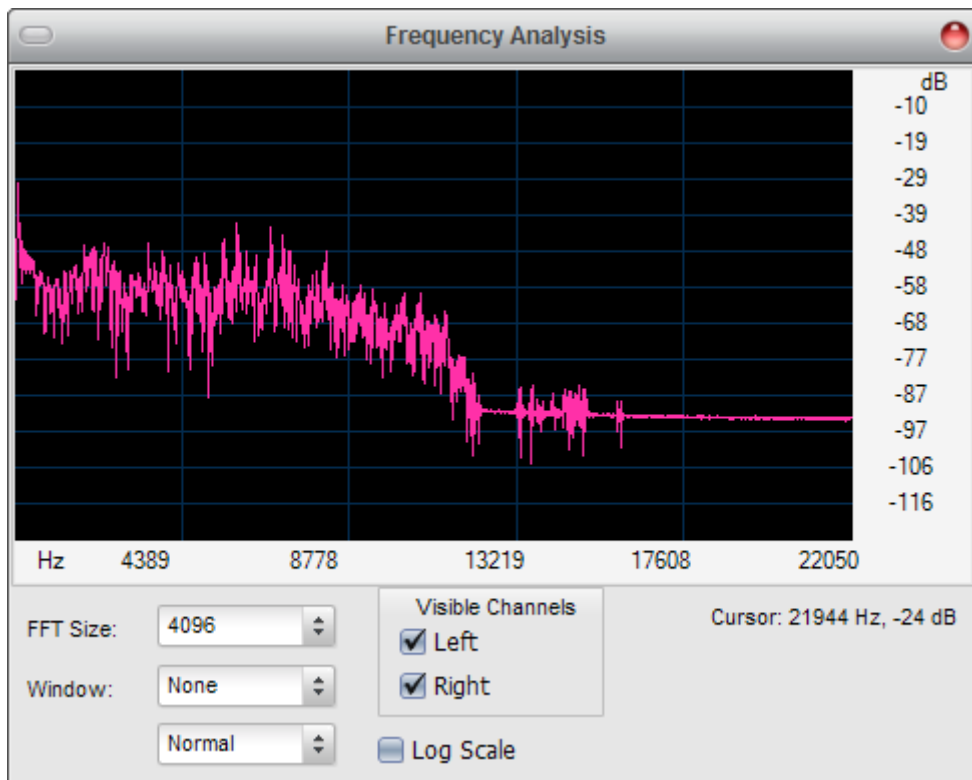 Frequency Analysis
dB
-10
-19
-29
-39
-48
-58
-68
-77
-87
-97
-106
-116
Hz 4389 8778 13219 17608 22050
FFT Size: 4096
Window: None
Normal
Visible Channels
Left
Right
Log Scale
Cursor: 21944 Hz, -24 dB